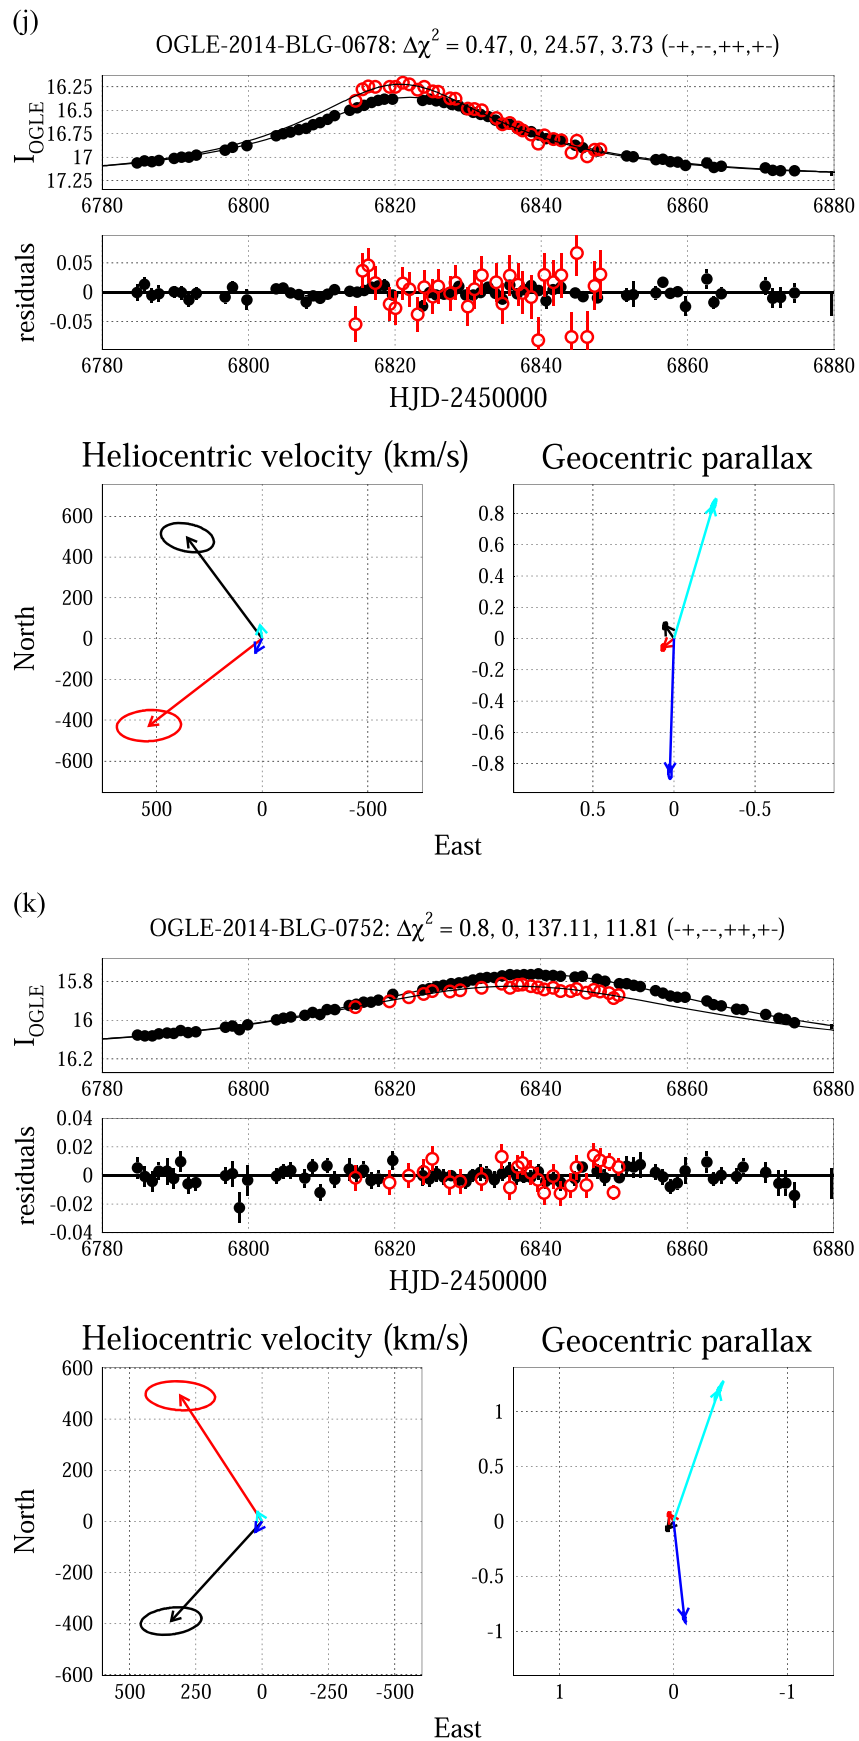 (j)
OGLE-2014-BLG-0678: Δχ² = 0.47, 0, 24.57, 3.73 (-+,--,++,+-)
I_OGLE
16.25
16.5
16.75
17
17.25
6780 6800 6820 6840 6860 6880
residuals
0.05
0
-0.05
6780 6800 6820 6840 6860 6880
HJD-2450000
Heliocentric velocity (km/s)
North
600
400
200
0
-200
-400
-600
500 0 -500
Geocentric parallax
0.8
0.6
0.4
0.2
0
-0.2
-0.4
-0.6
-0.8
0.5 0 -0.5
East
(k)
OGLE-2014-BLG-0752: Δχ² = 0.8, 0, 137.11, 11.81 (-+,--,++,+-)
I_OGLE
15.8
16
16.2
6780 6800 6820 6840 6860 6880
residuals
0.04
0.02
0
-0.02
-0.04
6780 6800 6820 6840 6860 6880
HJD-2450000
Heliocentric velocity (km/s)
North
600
400
200
0
-200
-400
-600
500 250 0 -250 -500
Geocentric parallax
1
0.5
0
-0.5
-1
1 0 -1
East